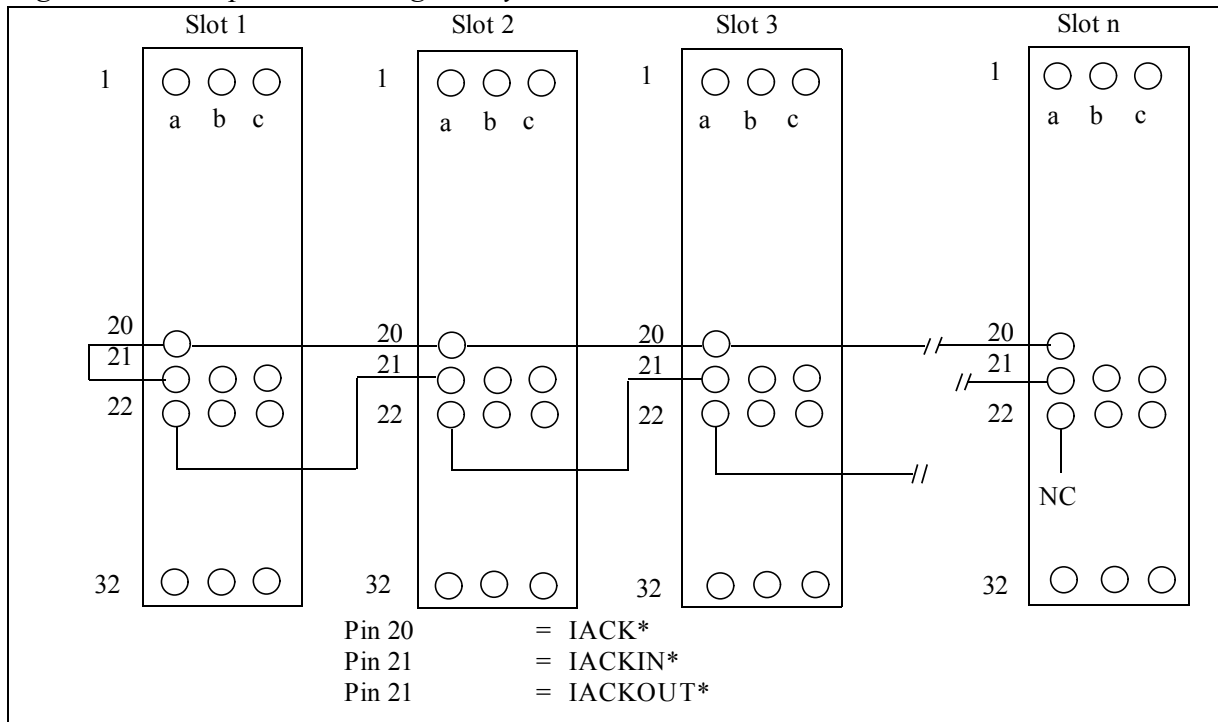 Slot 1 Slot 2 Slot 3 Slot n
1 1 1 1
a b c a b c a b c a b c
20 20 20 20
21 21 21 21
22 22 22 22
NC
32 32 32 32
Pin 20 = IACK*
Pin 21 = IACKIN*
Pin 21 = IACKOUT*